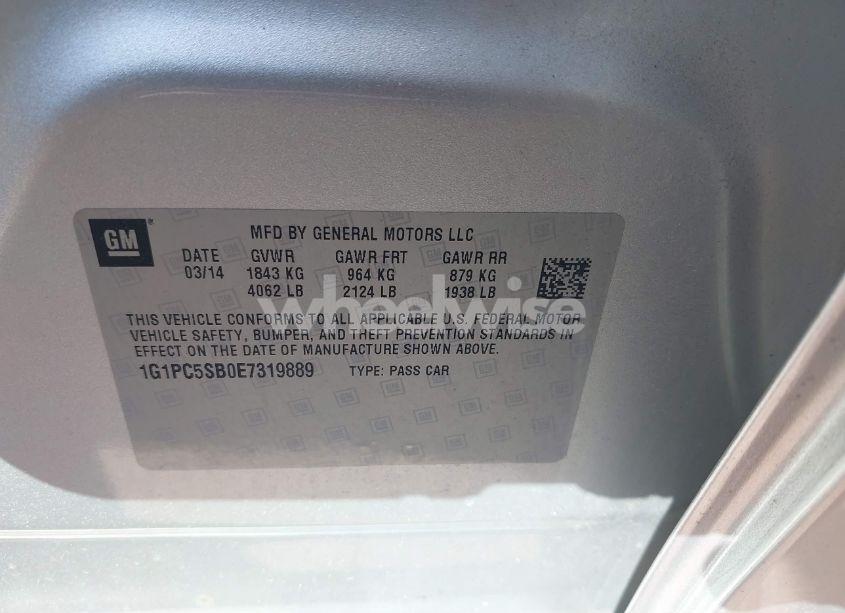 GM
MFD BY GENERAL MOTORS LLC
DATE GVWR GAWR FRT GAWR RR
03/14 1843 KG 964 KG 879 KG
4062 LB 2124 LB 1938 LB
wheelwise
THIS VEHICLE CONFORMS TO ALL APPLICABLE U.S. FEDERAL MOTOR
VEHICLE SAFETY, BUMPER, AND THEFT PREVENTION STANDARDS IN
EFFECT ON THE DATE OF MANUFACTURE SHOWN ABOVE.
1G1PC5SB0E7319889 TYPE: PASS CAR